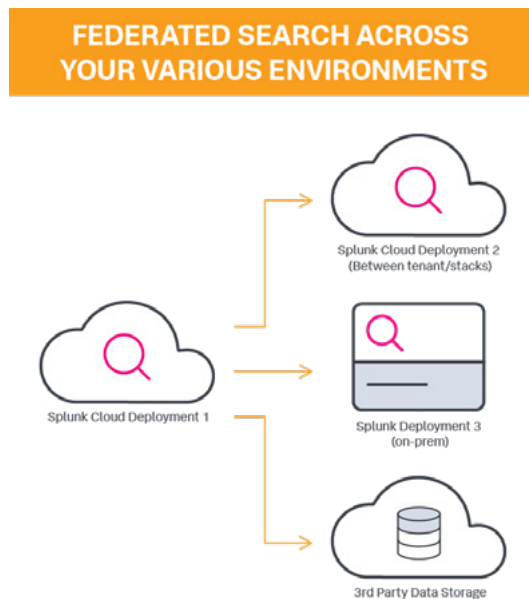 FEDERATED SEARCH ACROSS
YOUR VARIOUS ENVIRONMENTS
Splunk Cloud Deployment 2
(Between tenant/stacks)
Splunk Cloud Deployment 1
Splunk Deployment 3
(on-prem)
3rd Party Data Storage